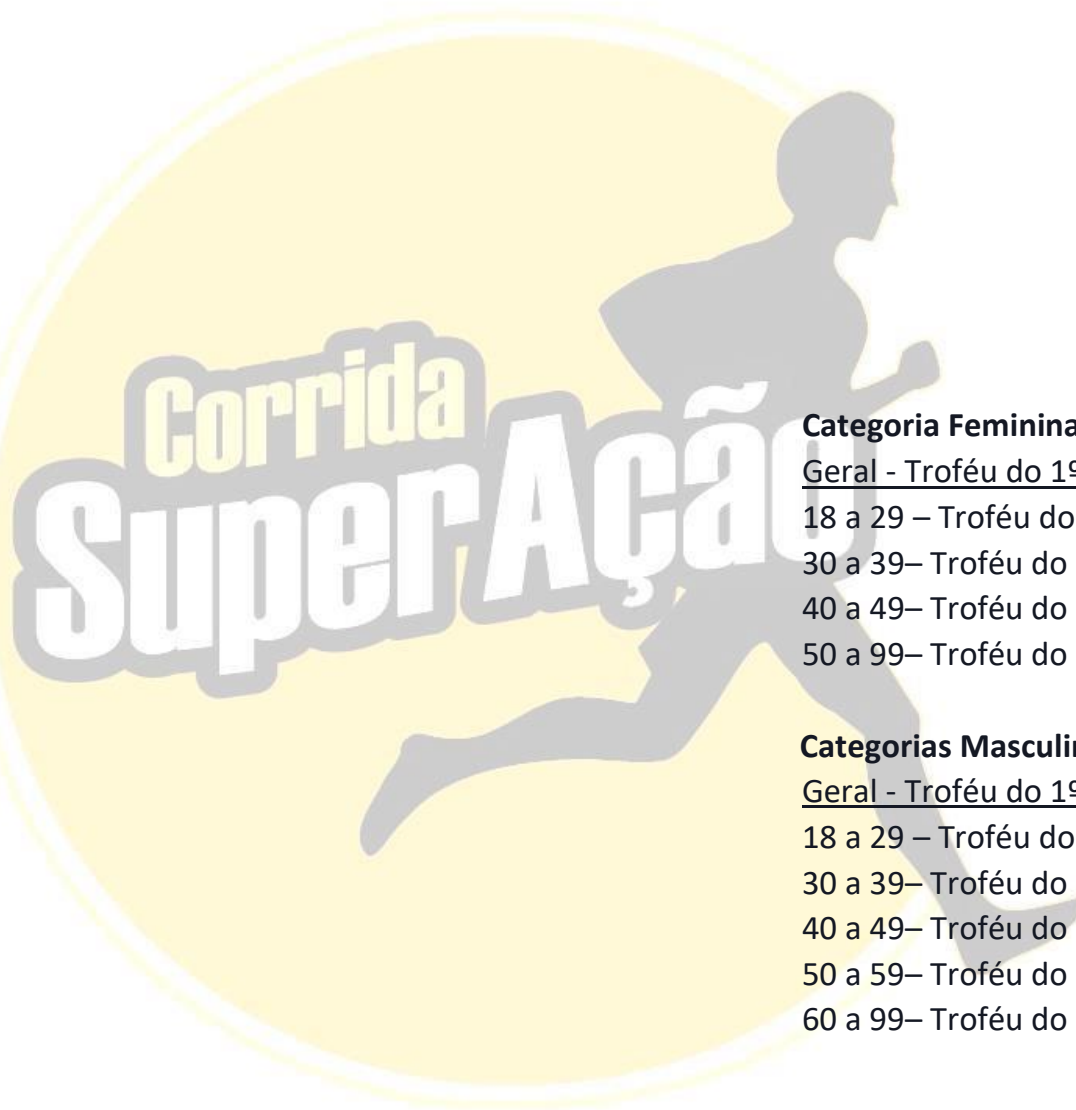 Corrida
SuperAção
Categoria Feminina
Geral - Troféu do 1º
18 a 29 – Troféu do
30 a 39– Troféu do
40 a 49– Troféu do
50 a 99– Troféu do
Categorias Masculin
Geral - Troféu do 1º
18 a 29 – Troféu do
30 a 39– Troféu do
40 a 49– Troféu do
50 a 59– Troféu do
60 a 99– Troféu do